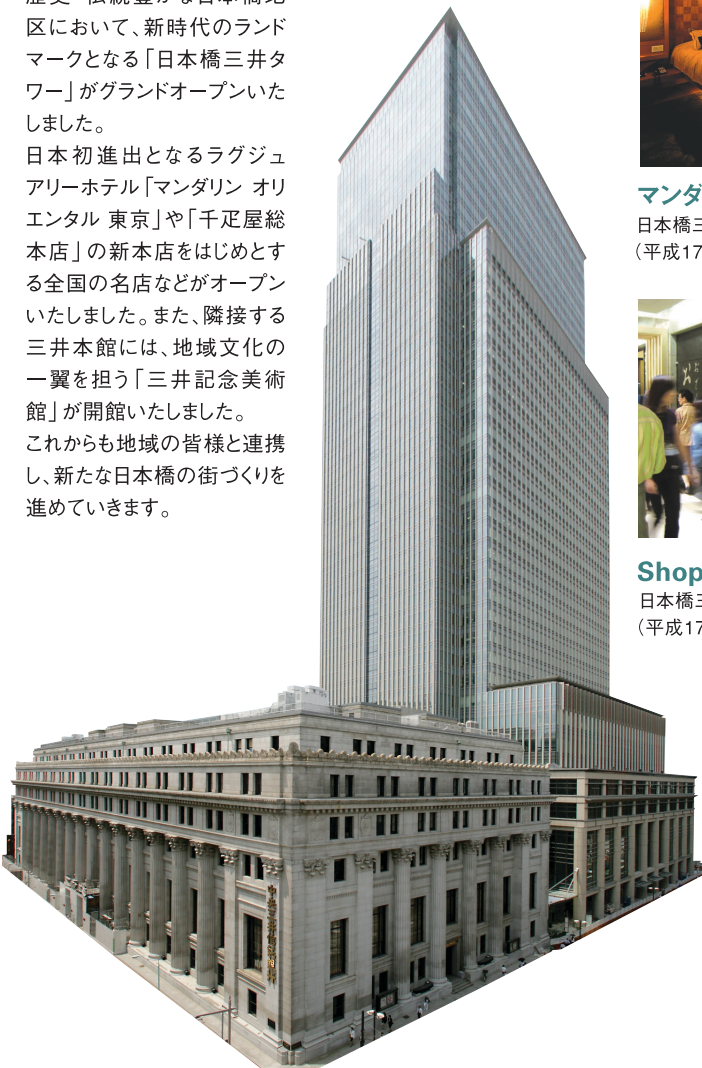 区において、新時代のランド
マークとなる「日本橋三井タ
ワー」がグランドオープンいた
しました。
日本初進出となるラグジュ
アリーホテル「マンダリン オリ
エンタル 東京」や「千疋屋総
本店」の新本店をはじめとす
る全国の名店などがオープン
いたしました。また、隣接する
三井本館には、地域文化の
一翼を担う「三井記念美術
館」が開館いたしました。
これからも地域の皆様と連携
し、新たな日本橋の街づくりを
進めていきます。
マンダ
日本橋三
（平成17
Shop
日本橋三
（平成17